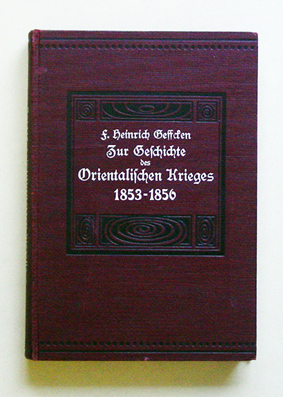 F. Heinrich Geffcken
Zur Geschichte
des
Orientalischen Krieges
1853-1856